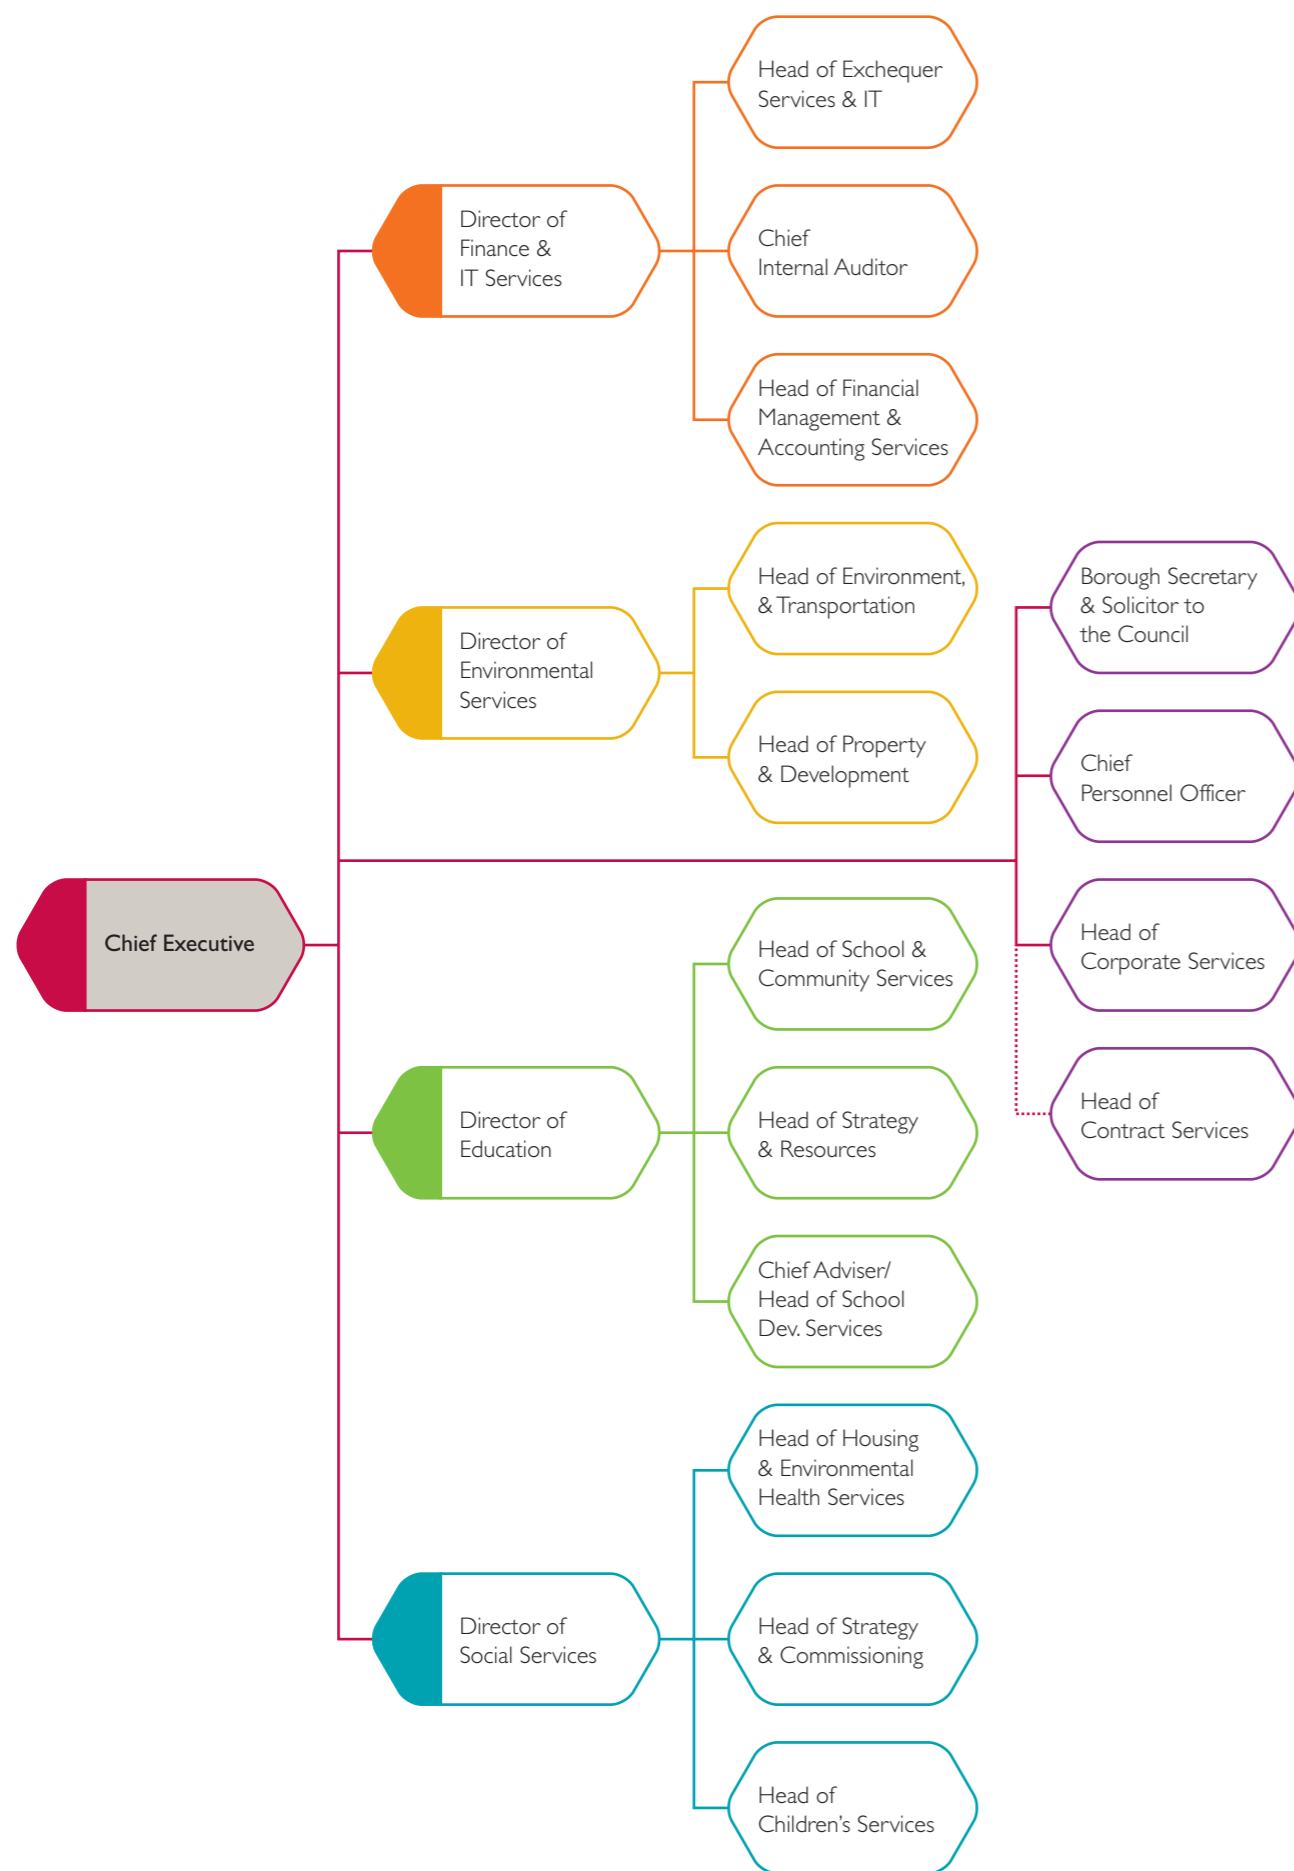 Chief Executive
Director of
Finance &
IT Services
Head of Exchequer
Services & IT
Chief
Internal Auditor
Head of Financial
Management &
Accounting Services
Director of
Environmental
Services
Head of Environment,
& Transportation
Head of Property
& Development
Borough Secretary
& Solicitor to
the Council
Chief
Personnel Officer
Head of
Corporate Services
Head of
Contract Services
Director of
Education
Head of School &
Community Services
Head of Strategy
& Resources
Chief Adviser/
Head of School
Dev. Services
Director of
Social Services
Head of Housing
& Environmental
Health Services
Head of Strategy
& Commissioning
Head of
Children’s Services